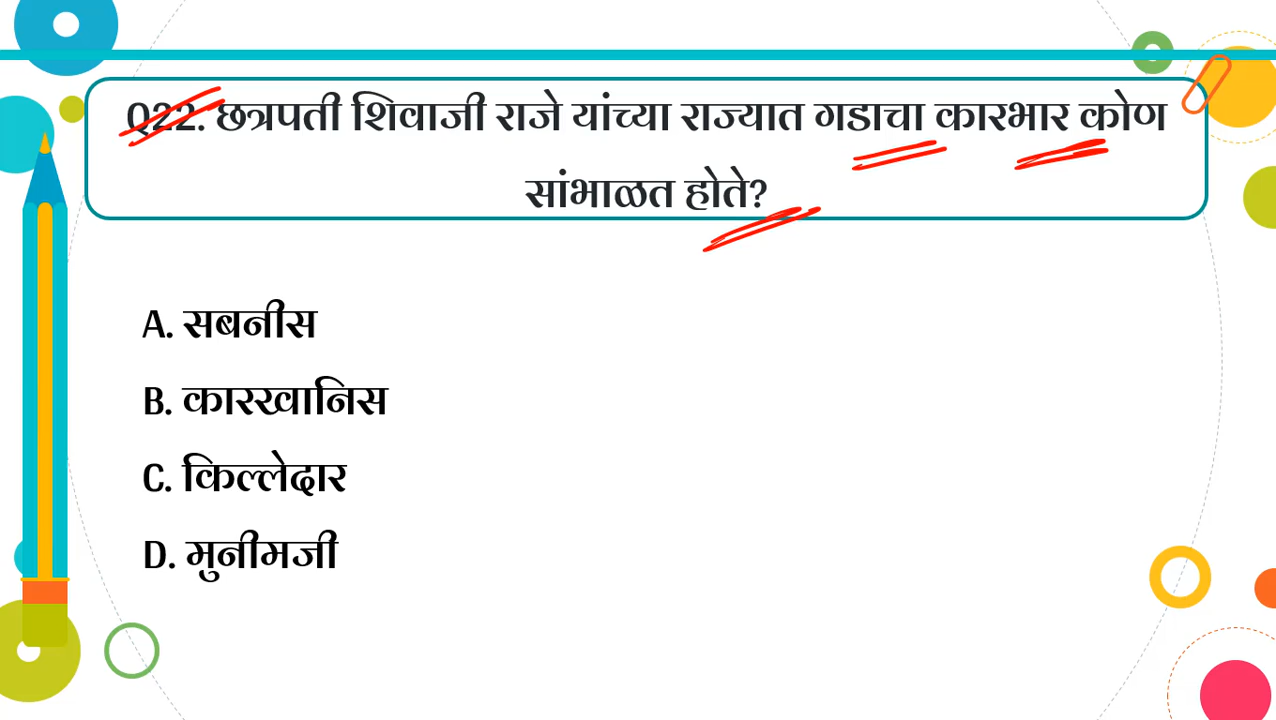 Q22. छत्रपती शिवाजी राजे यांच्या राज्यात गडाचा कारभार कोण
सांभाळत होते?
A. सबनीस
B. कारखानिस
C. किल्लेदार
D. मुनीमजी